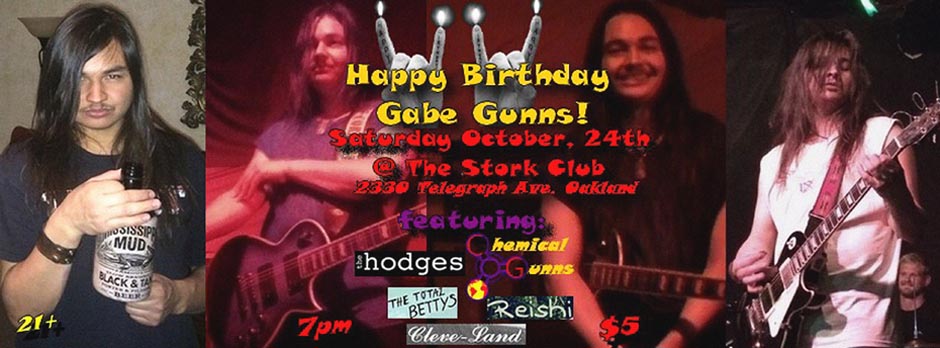 Happy Birthday
Gabe Gunns!
Saturday October, 24th
@ The Stork Club
2330 Telegraph Ave. Oakland
featuring:
Chemical
Gunns
the hodges
THE TOTAL
BETTYS
Reishi
Cleve-Land
21+
7pm
$5
MISSISSIPPI
MUD
BLACK & TAN
BEER